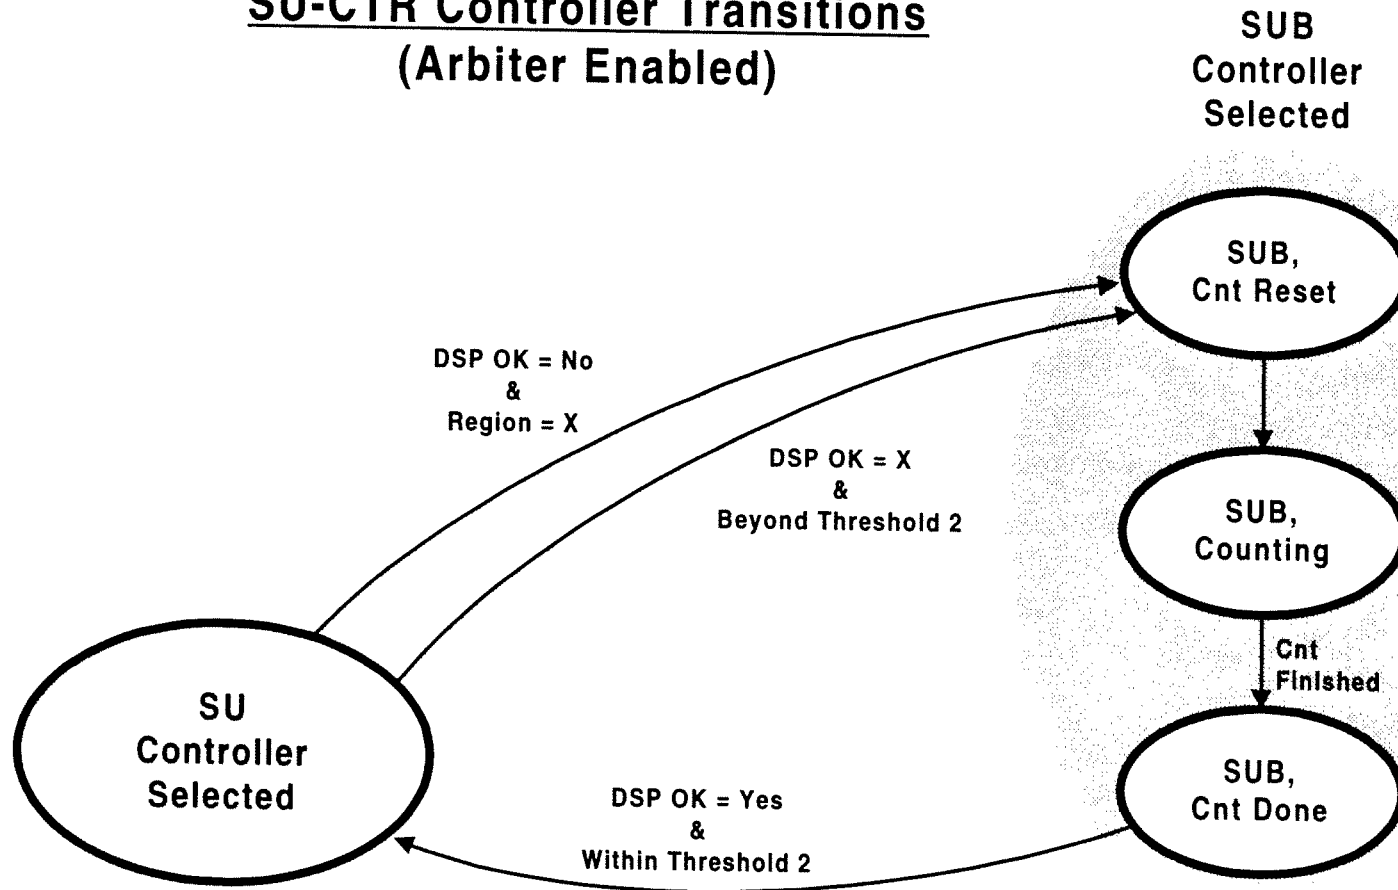 SU-CTR Controller Transitions
(Arbiter Enabled)
SUB
Controller
Selected
SUB,
Cnt Reset
DSP OK = No
&
Region = X
DSP OK = X
&
Beyond Threshold 2
SUB,
Counting
Cnt
Finished
SU
Controller
Selected
SUB,
Cnt Done
DSP OK = Yes
&
Within Threshold 2